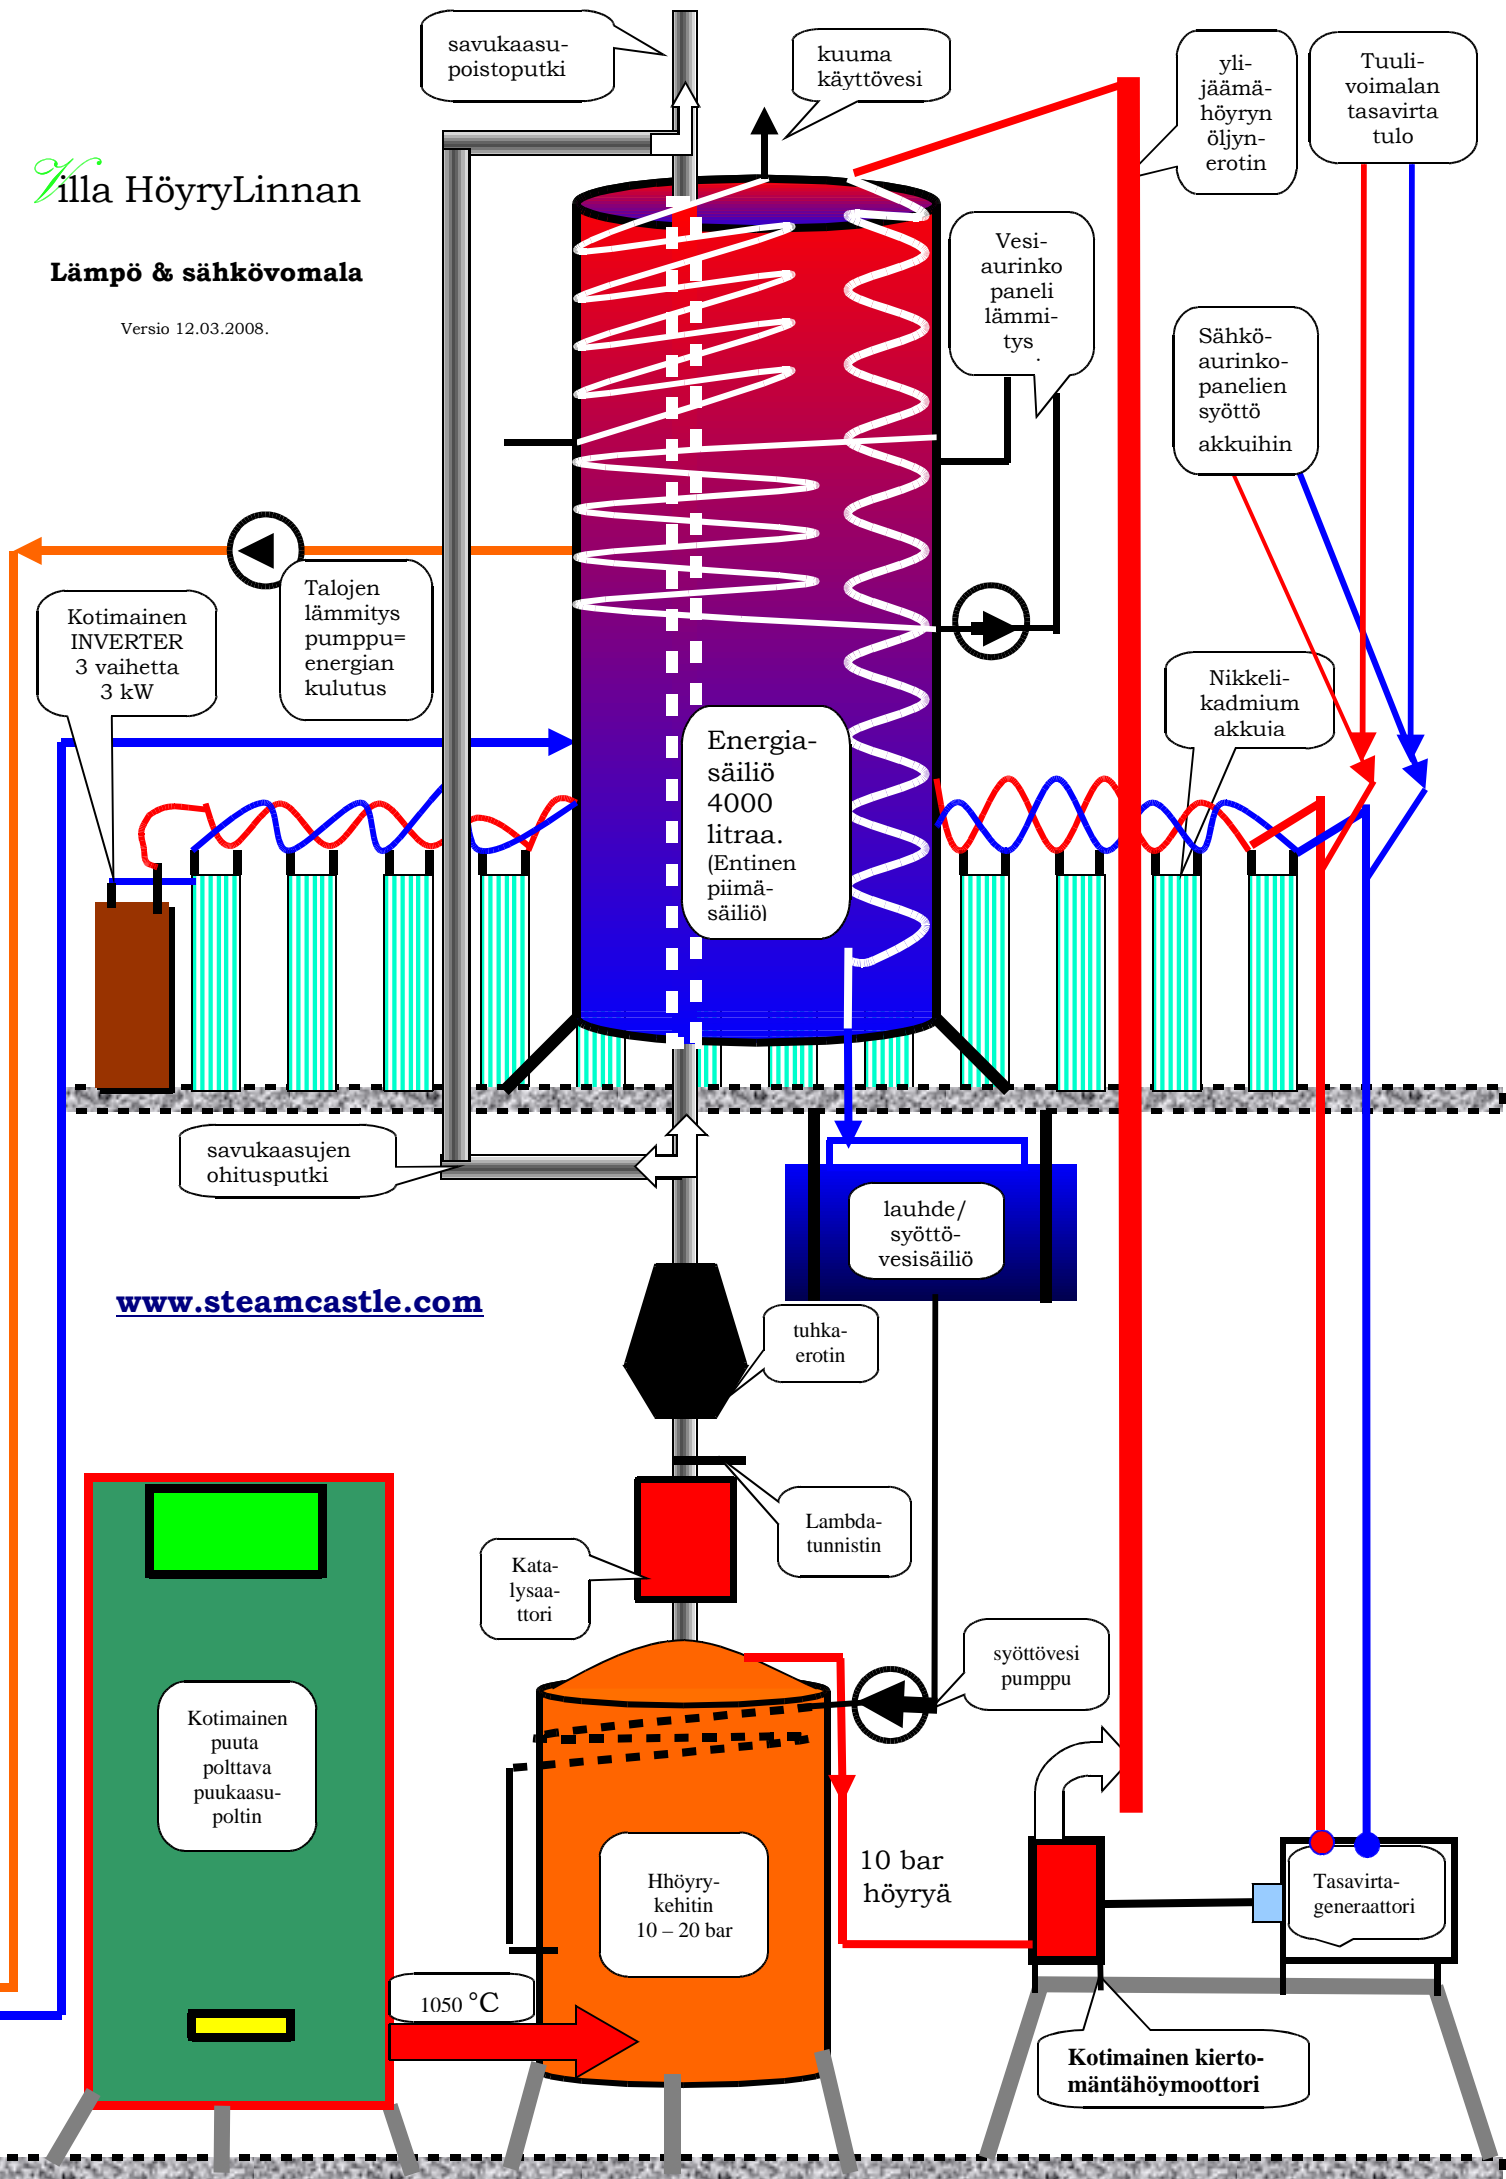 savukaasu-
poistoputki
kuuma
käyttövesi
yli-
jäämä-
höyryn
öljyn-
erotin
Tuuli-
voimalan
tasavirta
tulo
Villa HöyryLinnan
Lämpö & sähkövomala
Versio 12.03.2008.
Vesi-
aurinko
paneli
lämmi-
tys
Sähkö-
aurinko-
panelien
syöttö
akkuihin
Talojen
lämmitys
pumppu=
energian
kulutus
Kotimainen
INVERTER
3 vaihetta
3 kW
Nikkeli-
kadmium
akkuja
Energia-
säiliö
4000
litraa.
(Entinen
piimä-
säiliö)
savukaasujen
ohitusputki
lauhde/
syöttö-
vesisäiliö
www.steamcastle.com
tuhka-
erotin
Lambda-
tunnistin
Kata-
lysaa-
ttori
syöttövesi
pumppu
Kotimainen
puuta
polttava
puukaasu-
poltin
Hhöyry-
kehitin
10 – 20 bar
10 bar
höyryä
Tasavirta-
generaattori
1050 °C
Kotimainen kierto-
mäntähöymoottori